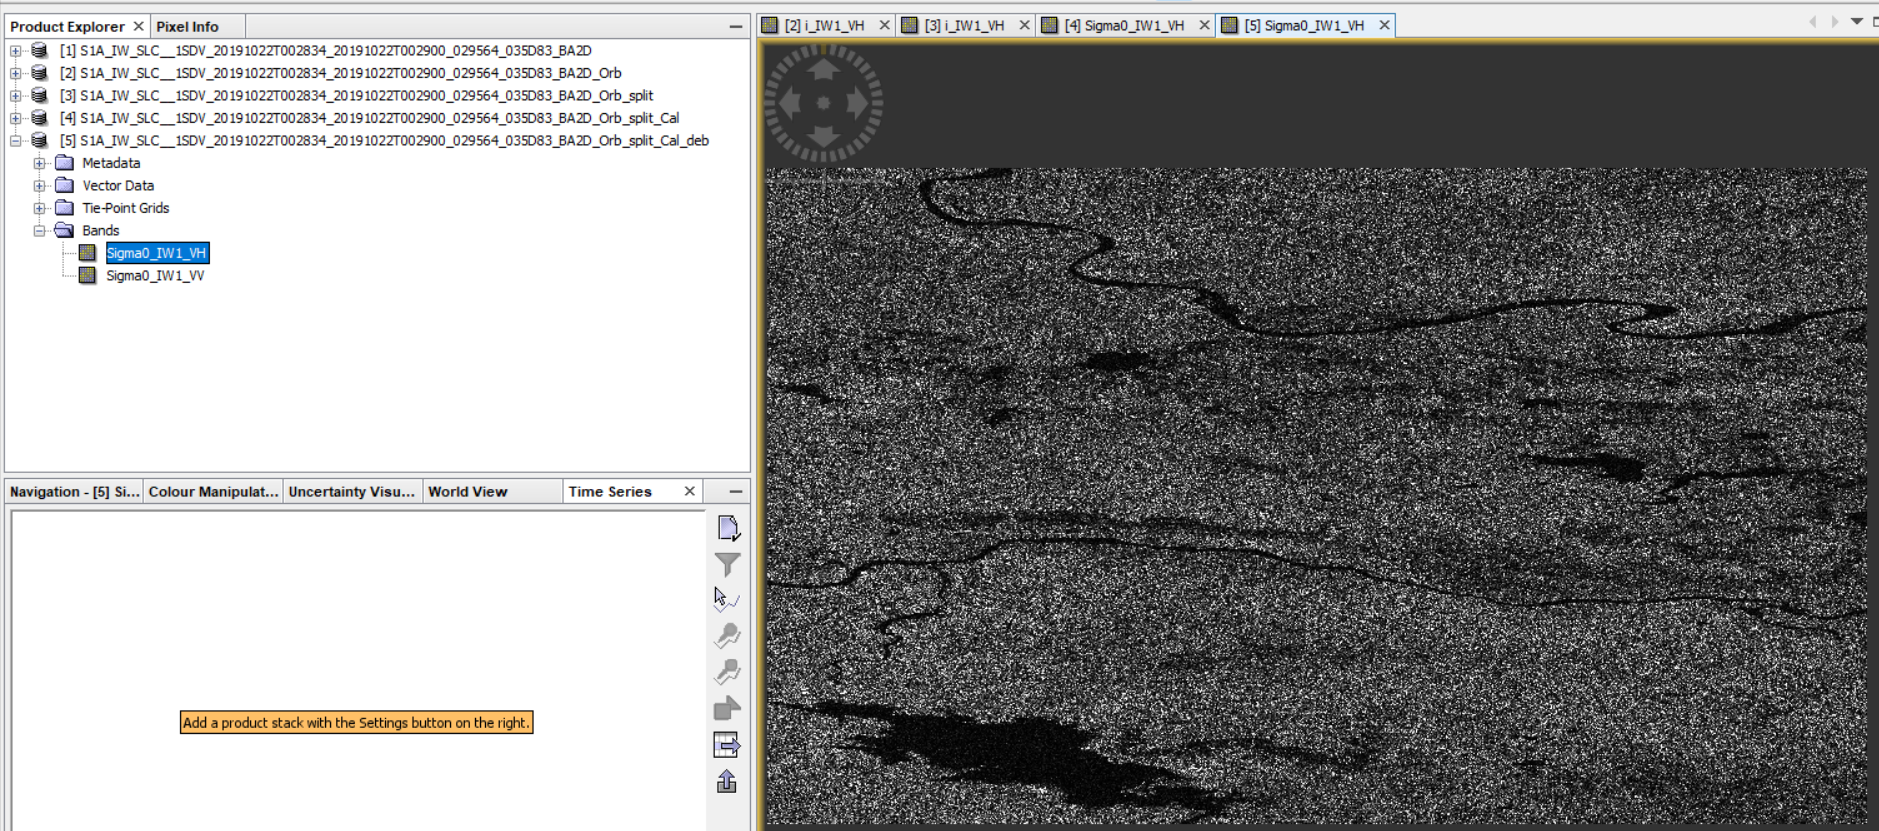 Product Explorer
Pixel Info
[1] S1A_IW_SLC__1SDV_20191022T002834_20191022T002900_029564_035D83_BA2D
[2] S1A_IW_SLC__1SDV_20191022T002834_20191022T002900_029564_035D83_BA2D_Orb
[3] S1A_IW_SLC__1SDV_20191022T002834_20191022T002900_029564_035D83_BA2D_Orb_split
[4] S1A_IW_SLC__1SDV_20191022T002834_20191022T002900_029564_035D83_BA2D_Orb_split_Cal
[5] S1A_IW_SLC__1SDV_20191022T002834_20191022T002900_029564_035D83_BA2D_Orb_split_Cal_deb
Metadata
Vector Data
Tie-Point Grids
Bands
Sigma0_IW1_VH
Sigma0_IW1_VV
Navigation - [5] Si...
Colour Manipulat...
Uncertainty Visu...
World View
Time Series
Add a product stack with the Settings button on the right.
[2] i_IW1_VH
[3] i_IW1_VH
[4] Sigma0_IW1_VH
[5] Sigma0_IW1_VH